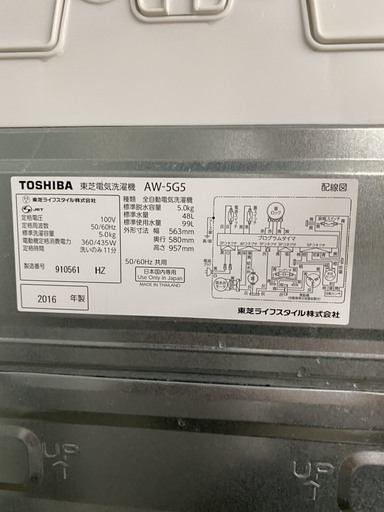 TOSHIBA 東芝電気洗濯機 AW-5G5
配線図
東芝ライフスタイル株式会社
JET
定格電圧 100V
定格周波数 50/60Hz
標準洗濯容量 5.0kg
電動機定格消費電力 360/435W
定格時間 洗いのみ11分
製造番号 910561 HZ
2016 年製
種類 全自動電気洗濯機
標準脱水容量 5.0kg
標準水量 48L
標準使用水量 99L
外形寸法 幅 563mm
奥行 580mm
高さ 957mm
50/60Hz 共用
日本国内専用
Use Only in Japan
MADE IN THAILAND
プログラムタイマ
東芝ライフスタイル株式会社
UP
UP